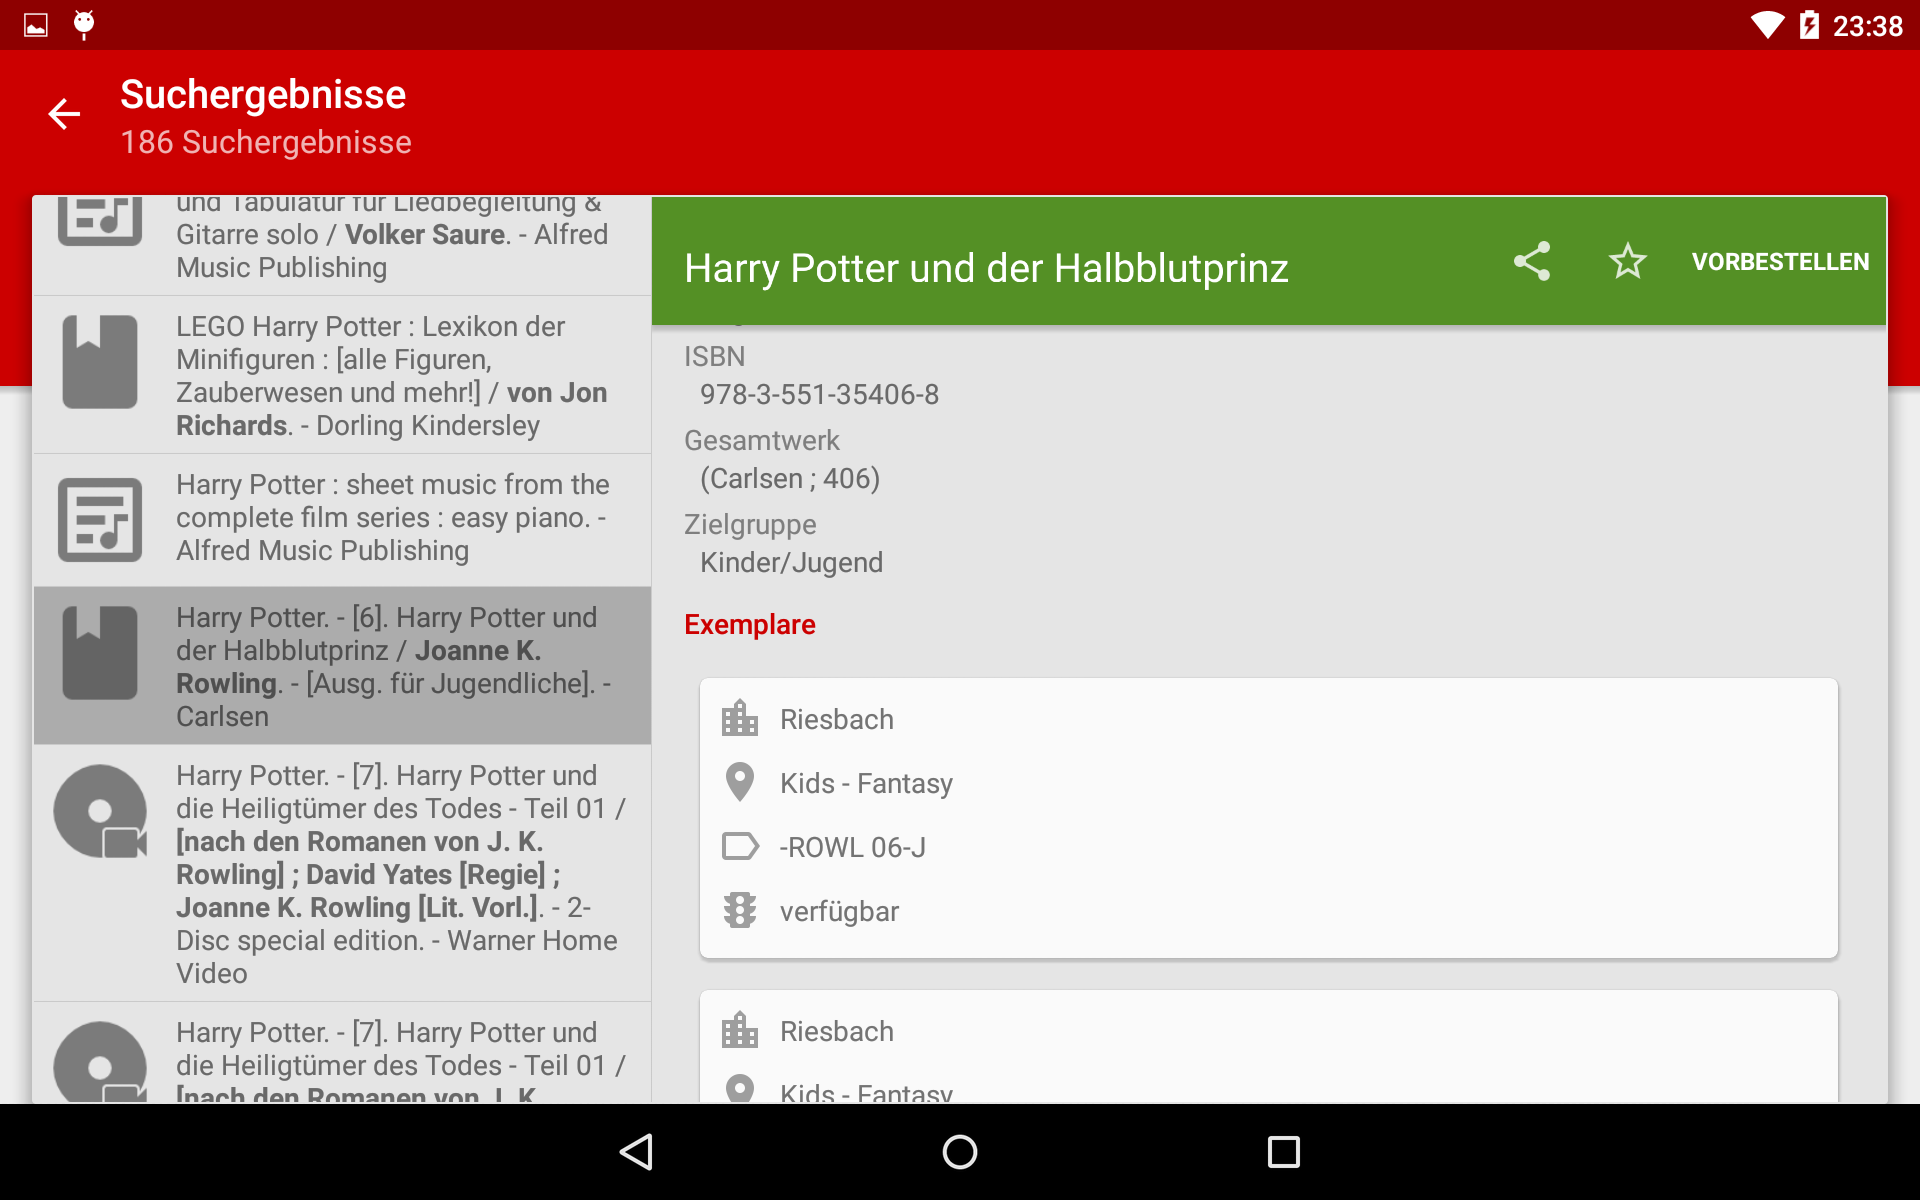 23:38
Suchergebnisse
186 Suchergebnisse
und Tabulatur für Liedbegleitung &
Gitarre solo / Volker Saure. - Alfred
Music Publishing
LEGO Harry Potter : Lexikon der
Minifiguren : [alle Figuren,
Zauberwesen und mehr!] / von Jon
Richards. - Dorling Kindersley
Harry Potter : sheet music from the
complete film series : easy piano. -
Alfred Music Publishing
Harry Potter. - [6]. Harry Potter und
der Halbblutprinz / Joanne K.
Rowling. - [Ausg. für Jugendliche]. -
Carlsen
Harry Potter. - [7]. Harry Potter und
die Heiligtümer des Todes - Teil 01 /
[nach den Romanen von J. K.
Rowling] ; David Yates [Regie] ;
Joanne K. Rowling [Lit. Vorl.]. - 2-
Disc special edition. - Warner Home
Video
Harry Potter. - [7]. Harry Potter und
die Heiligtümer des Todes - Teil 01 /
[nach den Romanen von J. K.
Harry Potter und der Halbblutprinz
VORBESTELLEN
ISBN
978-3-551-35406-8
Gesamtwerk
(Carlsen ; 406)
Zielgruppe
Kinder/Jugend
Exemplare
Riesbach
Kids - Fantasy
-ROWL 06-J
verfügbar
Riesbach
Kids - Fantasy